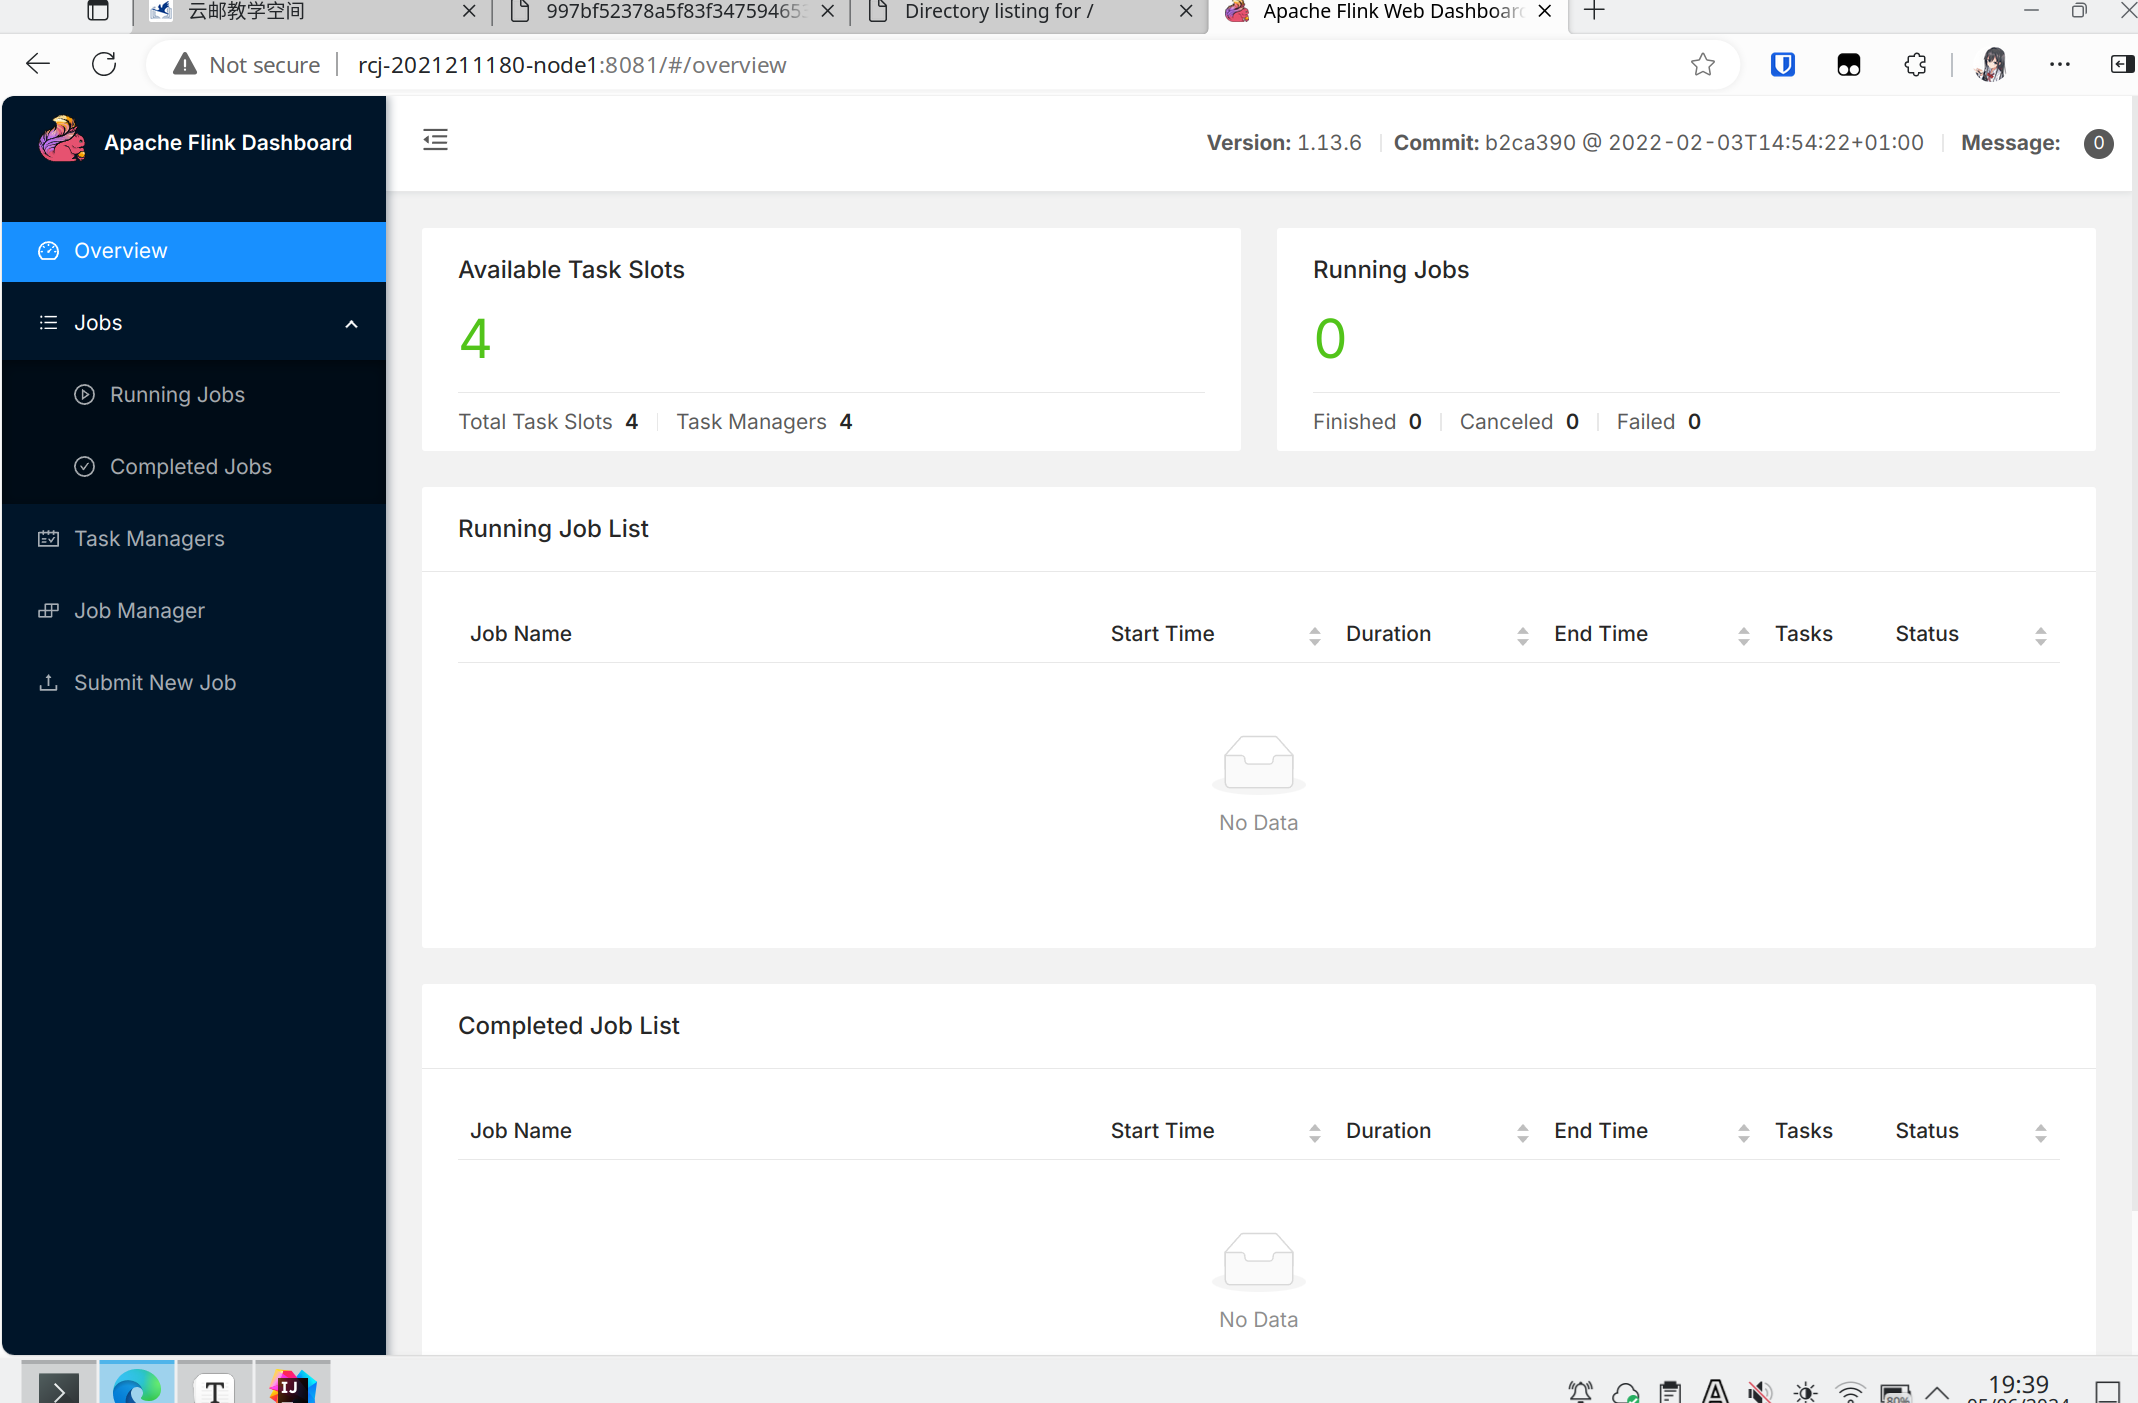 云邮教学空间
997bf52378a5f83f34759465
Directory listing for /
Apache Flink Web Dashboar
Not secure
rcj-2021211180-node1:8081/#/overview
Apache Flink Dashboard
Version: 1.13.6
Commit: b2ca390 @ 2022-02-03T14:54:22+01:00
Message: 0
Overview
Jobs
Running Jobs
Completed Jobs
Task Managers
Job Manager
Submit New Job
Available Task Slots
4
Total Task Slots 4
Task Managers 4
Running Jobs
0
Finished 0
Canceled 0
Failed 0
Running Job List
Job Name Start Time Duration End Time Tasks Status
No Data
Completed Job List
Job Name Start Time Duration End Time Tasks Status
No Data
T
IJ
A
80%
19:39